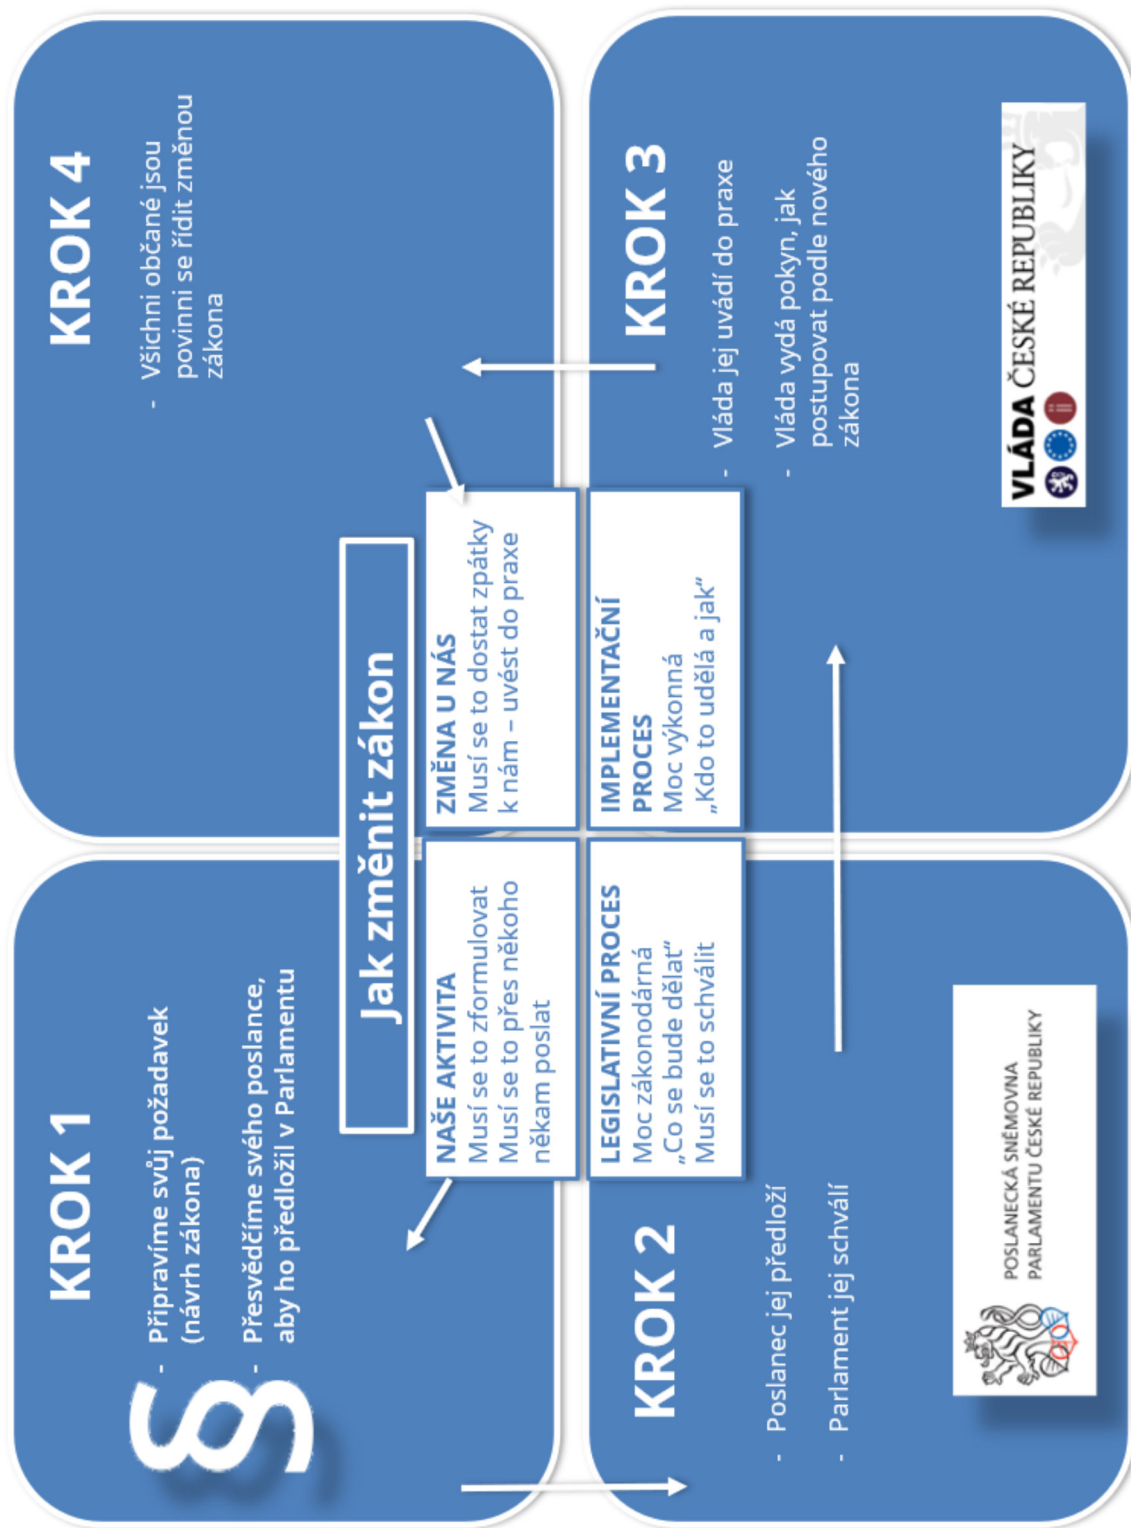 Jak změnit zákon
KROK 1
- Připravíme svůj požadavek
(návrh zákona)
- Přesvědčíme svého poslance,
aby ho předložil v Parlamentu
§
NAŠE AKTIVITA
Musí se to zformulovat
Musí se to přes někoho
někam poslat
KROK 2
- Poslanec jej předloží
- Parlament jej schválí
LEGISLATIVNÍ PROCES
Moc zákonodárná
„Co se bude dělat“
Musí se to schválit
POSLANECKÁ SNĚMOVNA
PARLAMENTU ČESKÉ REPUBLIKY
KROK 3
- Vláda jej uvádí do praxe
- Vláda vydá pokyn, jak
postupovat podle nového
zákona
IMPLEMENTAČNÍ
PROCES
Moc výkonná
„Kdo to udělá a jak“
VLÁDA ČESKÉ REPUBLIKY
KROK 4
- Všichni občané jsou
povinni se řídit změnou
zákona
ZMĚNA U NÁS
Musí se to dostat zpátky
k nám – uvést do praxe